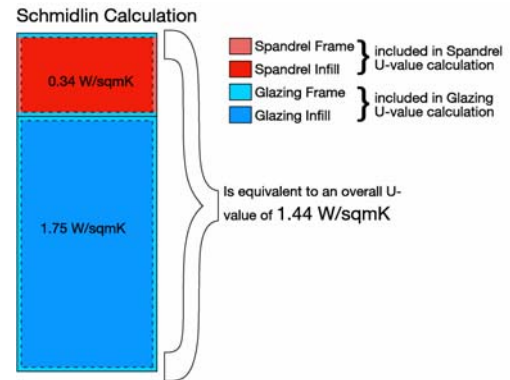 Schmidlin Calculation
Spandrel Frame
Spandrel Infill
Glazing Frame
Glazing Infill
included in Spandrel
U-value calculation
included in Glazing
U-value calculation
0.34 W/sqmK
1.75 W/sqmK
Is equivalent to an overall U-
value of 1.44 W/sqmK